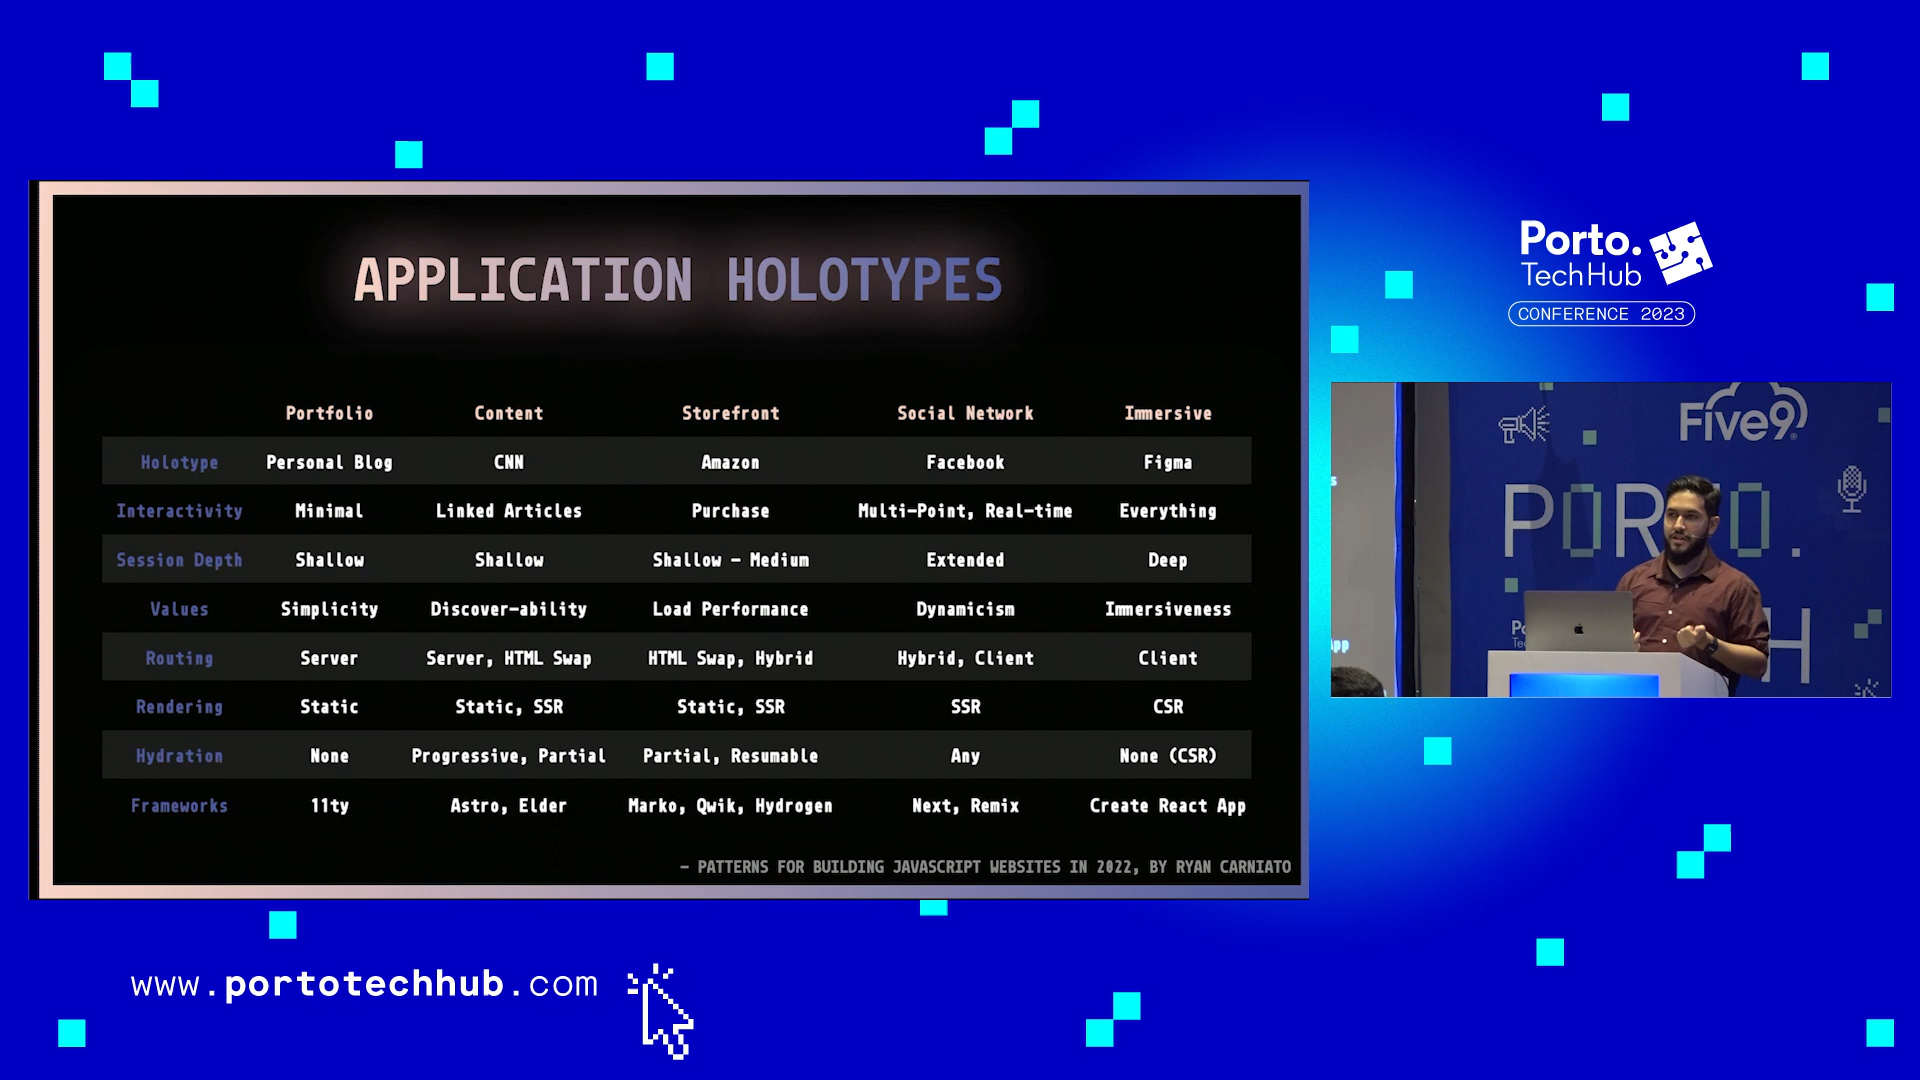 APPLICATION HOLOTYPES
Portfolio Content Storefront Social Network Immersive
Holotype Personal Blog CNN Amazon Facebook Figma
Interactivity Minimal Linked Articles Purchase Multi-Point, Real-time Everything
Session Depth Shallow Shallow Shallow - Medium Extended Deep
Values Simplicity Discover-ability Load Performance Dynamicism Immersiveness
Routing Server Server, HTML Swap HTML Swap, Hybrid Hybrid, Client Client
Rendering Static Static, SSR Static, SSR SSR CSR
Hydration None Progressive, Partial Partial, Resumable Any None (CSR)
Frameworks 11ty Astro, Elder Marko, Qwik, Hydrogen Next, Remix Create React App
- PATTERNS FOR BUILDING JAVASCRIPT WEBSITES IN 2022, BY RYAN CARNIATO
Porto.
TechHub
CONFERENCE 2023
Five9
PORTO.
H
www.portotechhub.com